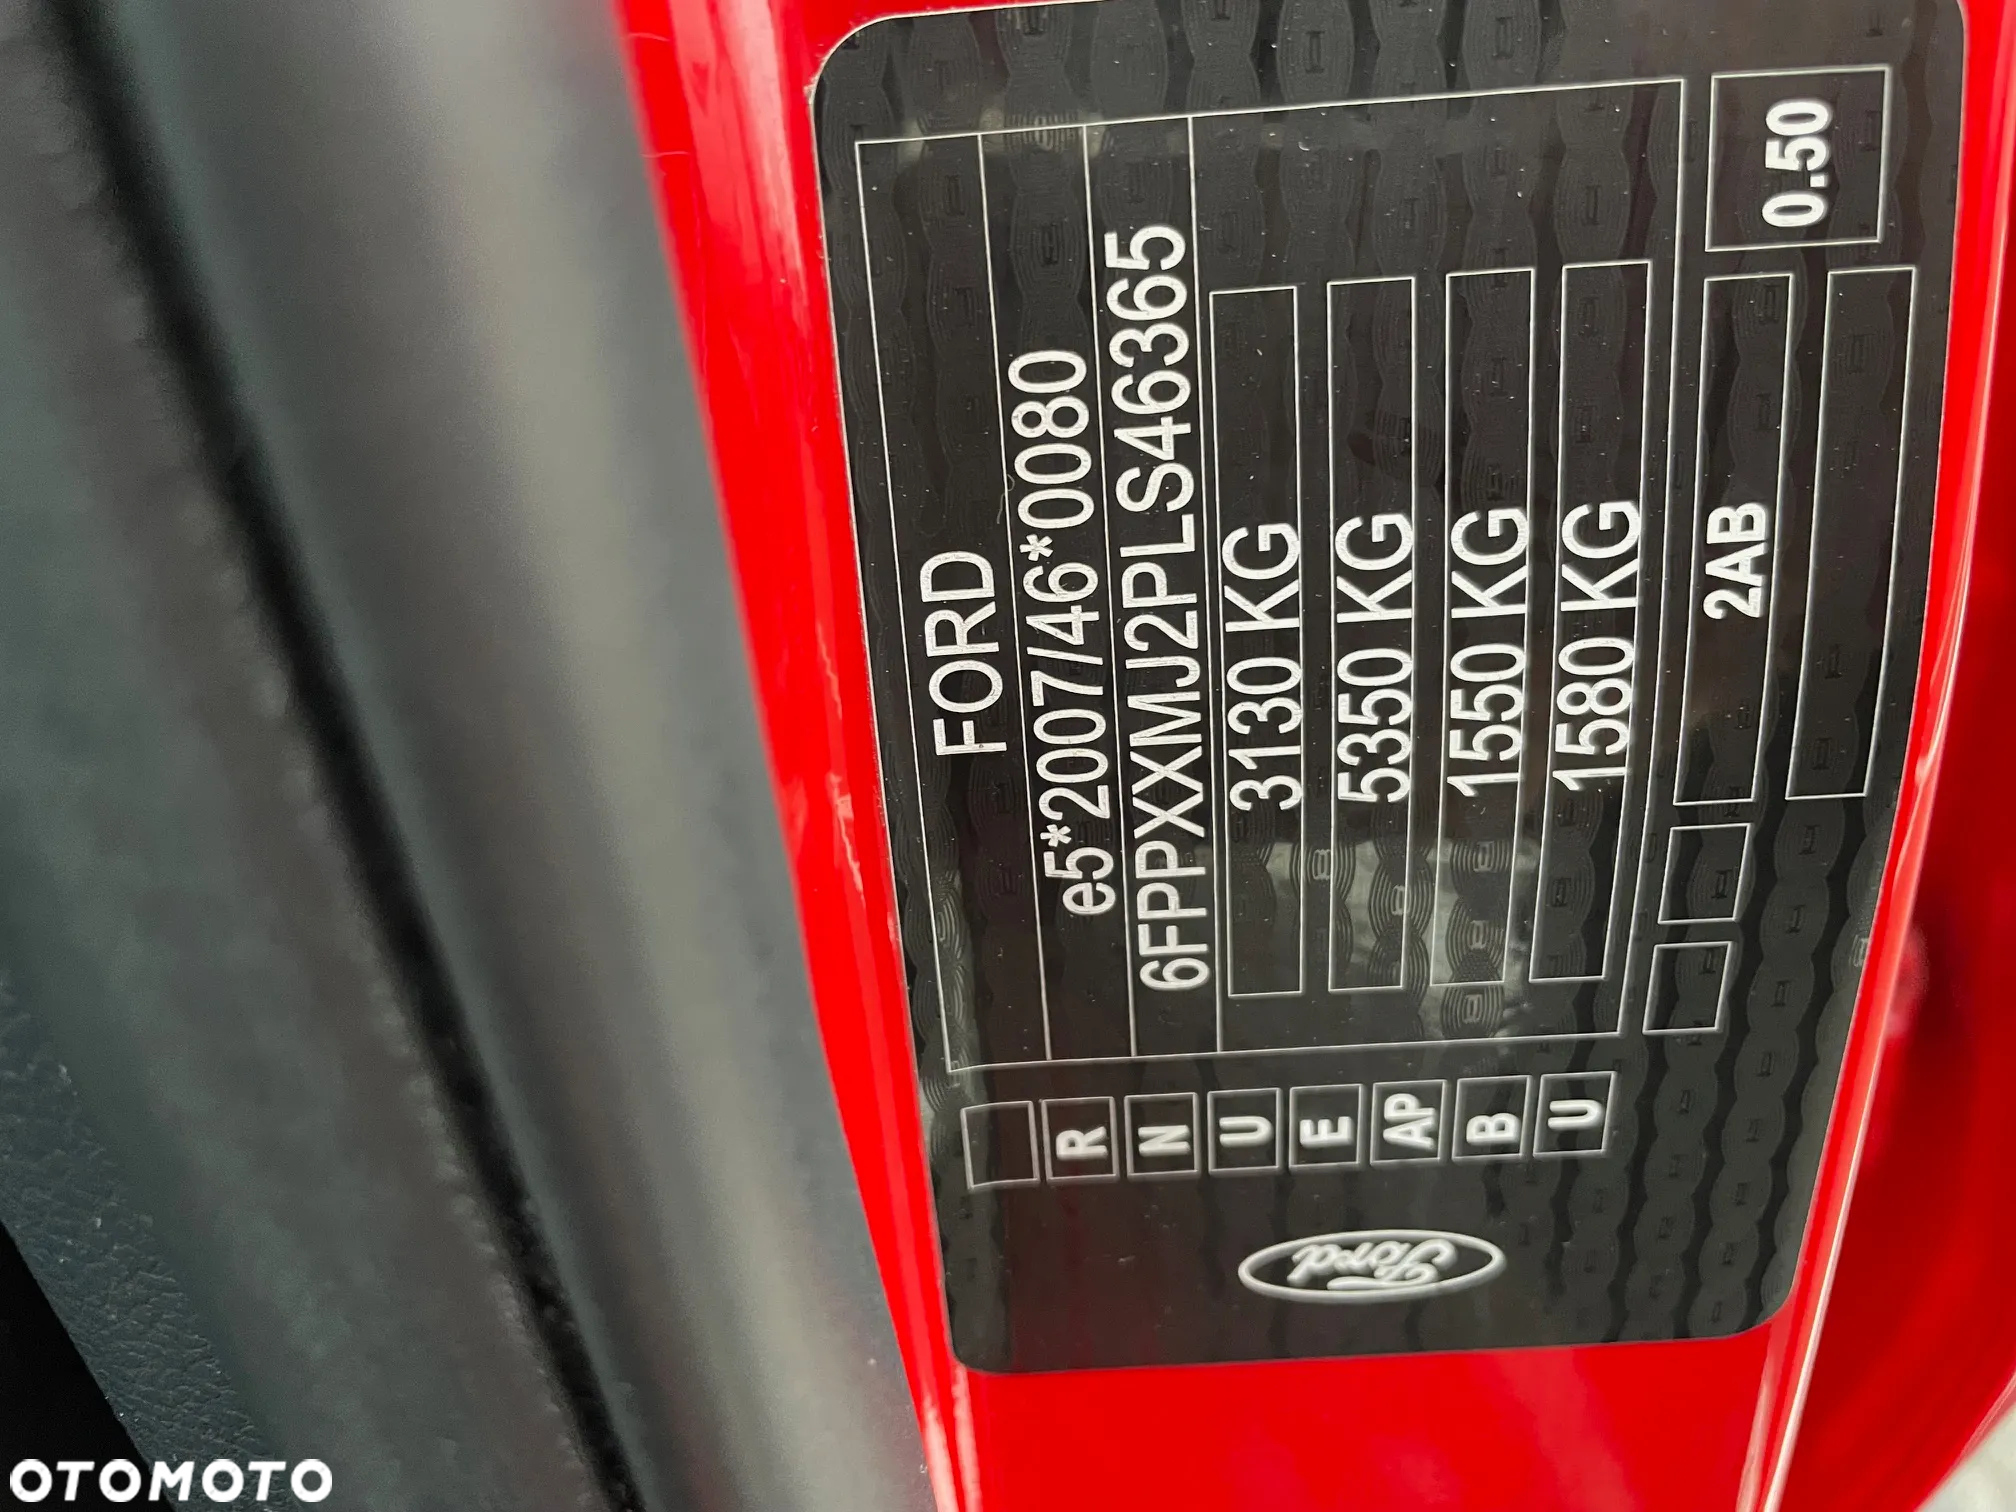 FORD
e5*2007/46*0080
6FPPXXMJ2PLS46365
3130 KG
5350 KG
1550 KG
1580 KG
2AB
0.50
R
N
U
E
AP
B
U
Ford
OTOMOTO